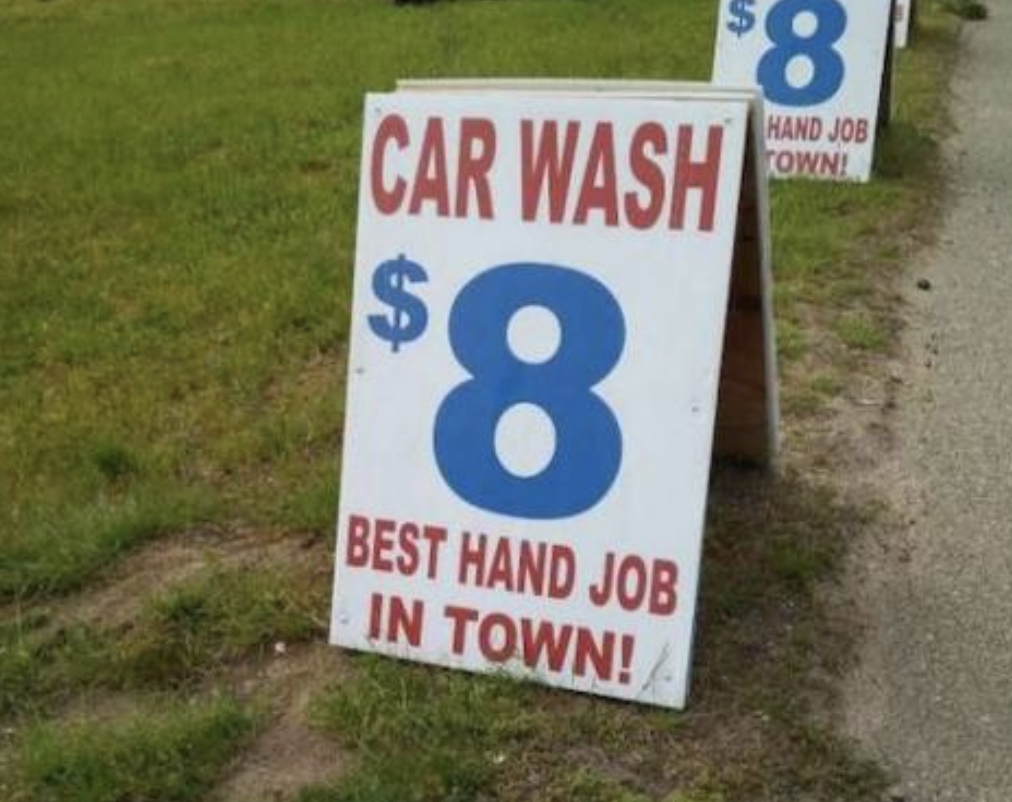 CAR WASH
$8
BEST HAND JOB
IN TOWN!
$8
HAND JOB
TOWN!